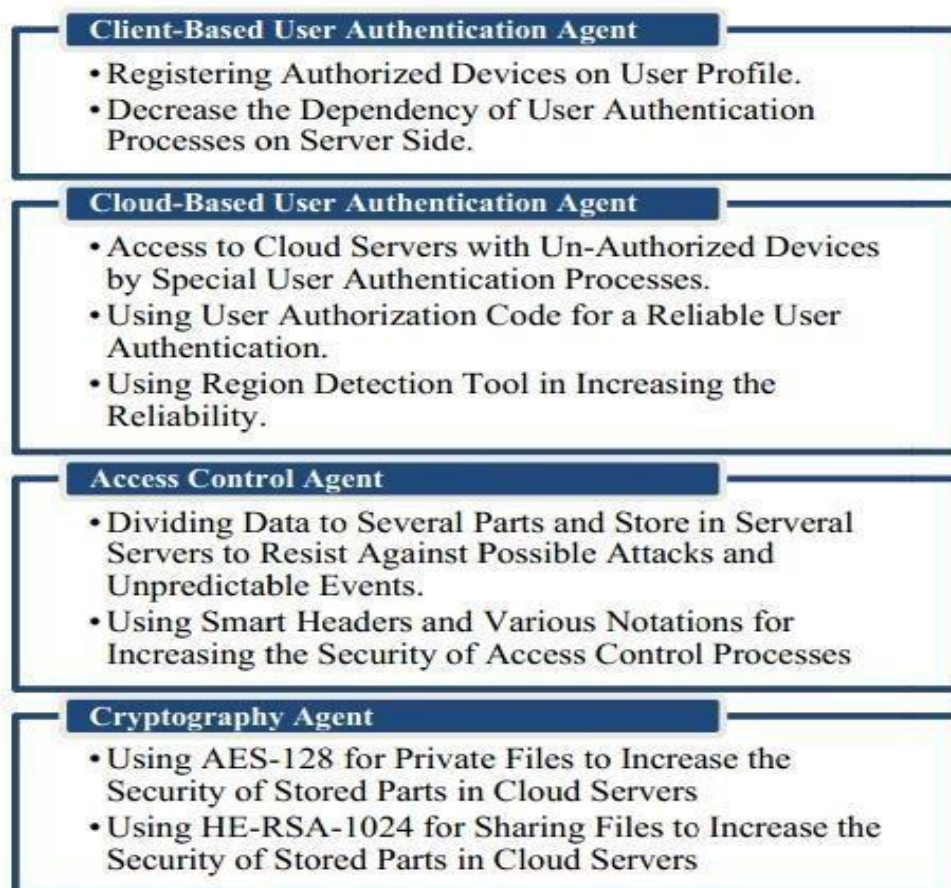 Client-Based User Authentication Agent
• Registering Authorized Devices on User Profile.
• Decrease the Dependency of User Authentication
Processes on Server Side.
Cloud-Based User Authentication Agent
• Access to Cloud Servers with Un-Authorized Devices
by Special User Authentication Processes.
• Using User Authorization Code for a Reliable User
Authentication.
• Using Region Detection Tool in Increasing the
Reliability.
Access Control Agent
• Dividing Data to Several Parts and Store in Serveral
Servers to Resist Against Possible Attacks and
Unpredictable Events.
• Using Smart Headers and Various Notations for
Increasing the Security of Access Control Processes
Cryptography Agent
• Using AES-128 for Private Files to Increase the
Security of Stored Parts in Cloud Servers
• Using HE-RSA-1024 for Sharing Files to Increase the
Security of Stored Parts in Cloud Servers